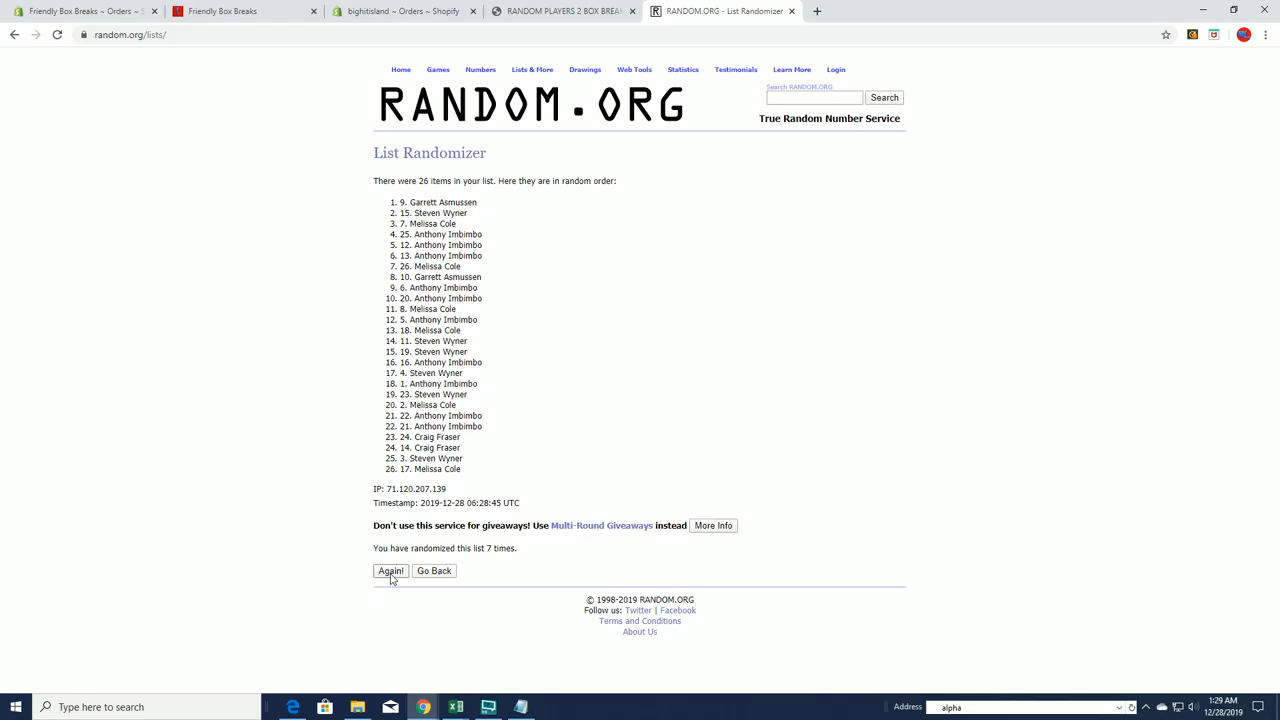 Friendly Box Breaks ~ Orders ~ S
Friendly Box Breaks
bighitisland ~ Orders ~ Shopify
RANDOM PLAYERS 2 BOX BREAK
RANDOM.ORG - List Randomizer
random.org/lists/
Home Games Numbers Lists & More Drawings Web Tools Statistics Testimonials Learn More Login
Search RANDOM.ORG
RANDOM.ORG
Search
True Random Number Service
List Randomizer
There were 26 items in your list. Here they are in random order:
1. 9. Garrett Asmussen
2. 15. Steven Wyner
3. 7. Melissa Cole
4. 25. Anthony Imbimbo
5. 12. Anthony Imbimbo
6. 13. Anthony Imbimbo
7. 26. Melissa Cole
8. 10. Garrett Asmussen
9. 6. Anthony Imbimbo
10. 20. Anthony Imbimbo
11. 8. Melissa Cole
12. 5. Anthony Imbimbo
13. 18. Melissa Cole
14. 11. Steven Wyner
15. 19. Steven Wyner
16. 16. Anthony Imbimbo
17. 4. Steven Wyner
18. 1. Anthony Imbimbo
19. 23. Steven Wyner
20. 2. Melissa Cole
21. 22. Anthony Imbimbo
22. 21. Anthony Imbimbo
23. 24. Craig Fraser
24. 14. Craig Fraser
25. 3. Steven Wyner
26. 17. Melissa Cole
IP: 71.120.207.139
Timestamp: 2019-12-28 06:28:45 UTC
Don't use this service for giveaways! Use Multi-Round Giveaways instead More Info
You have randomized this list 7 times.
Again! Go Back
© 1998-2019 RANDOM.ORG
Follow us: Twitter | Facebook
Terms and Conditions
About Us
Type here to search
Address
alpha
1:29 AM
12/28/2019